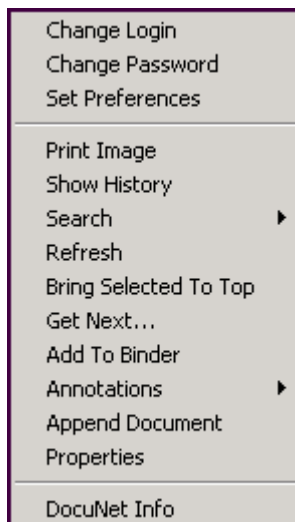 Change Login
Change Password
Set Preferences
Print Image
Show History
Search
Refresh
Bring Selected To Top
Get Next...
Add To Binder
Annotations
Append Document
Properties
DocuNet Info